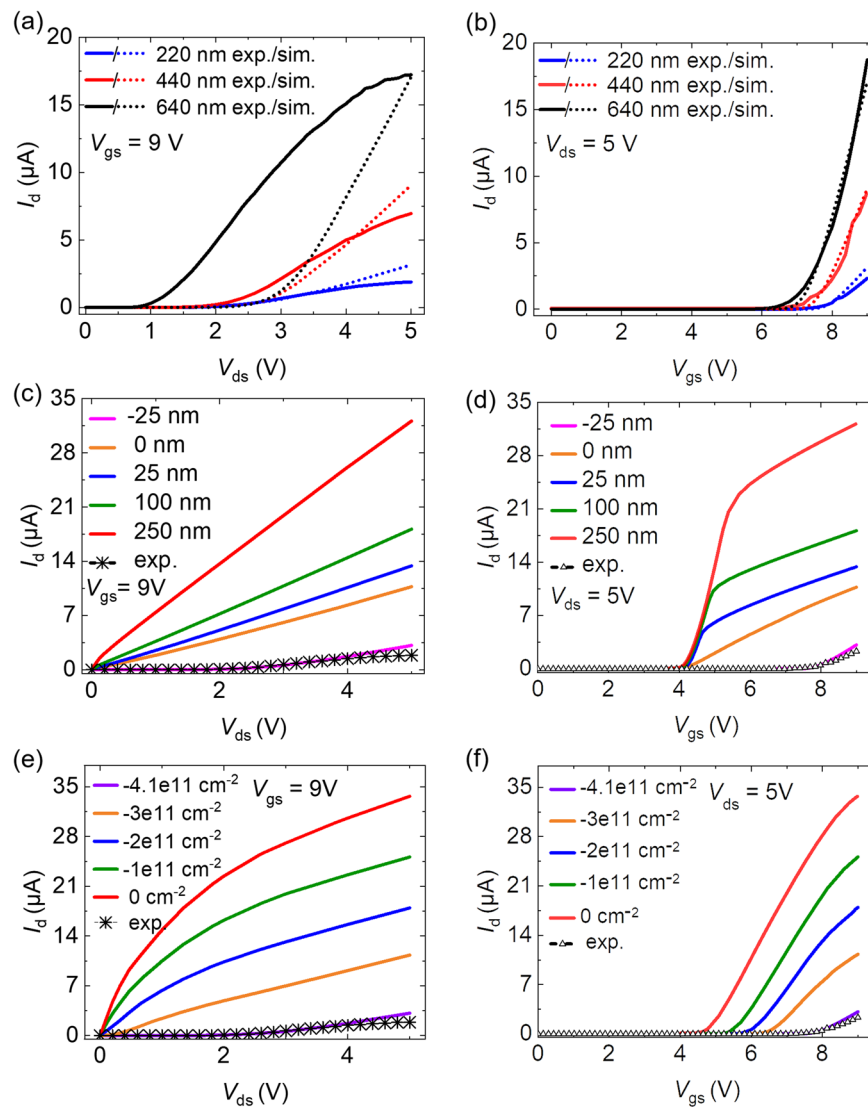 (a)
20
15
10
5
0
I_d (µA)
220 nm exp./sim.
440 nm exp./sim.
640 nm exp./sim.
V_gs = 9 V
0 1 2 3 4 5
V_ds (V)
(b)
20
15
10
5
0
I_d (µA)
220 nm exp./sim.
440 nm exp./sim.
640 nm exp./sim.
V_ds = 5 V
0 2 4 6 8
V_gs (V)
(c)
35
28
21
14
7
0
I_d (µA)
-25 nm
0 nm
25 nm
100 nm
250 nm
exp.
V_gs= 9V
0 2 4
V_ds (V)
(d)
35
28
21
14
7
0
I_d (µA)
-25 nm
0 nm
25 nm
100 nm
250 nm
exp.
V_ds = 5V
0 2 4 6 8
V_gs (V)
(e)
35
28
21
14
7
0
I_d (µA)
-4.1e11 cm⁻² V_gs = 9V
-3e11 cm⁻²
-2e11 cm⁻²
-1e11 cm⁻²
0 cm⁻²
exp.
0 2 4
V_ds (V)
(f)
35
28
21
14
7
0
I_d (µA)
-4.1e11 cm⁻² V_ds = 5V
-3e11 cm⁻²
-2e11 cm⁻²
-1e11 cm⁻²
0 cm⁻²
exp.
0 2 4 6 8
V_gs (V)